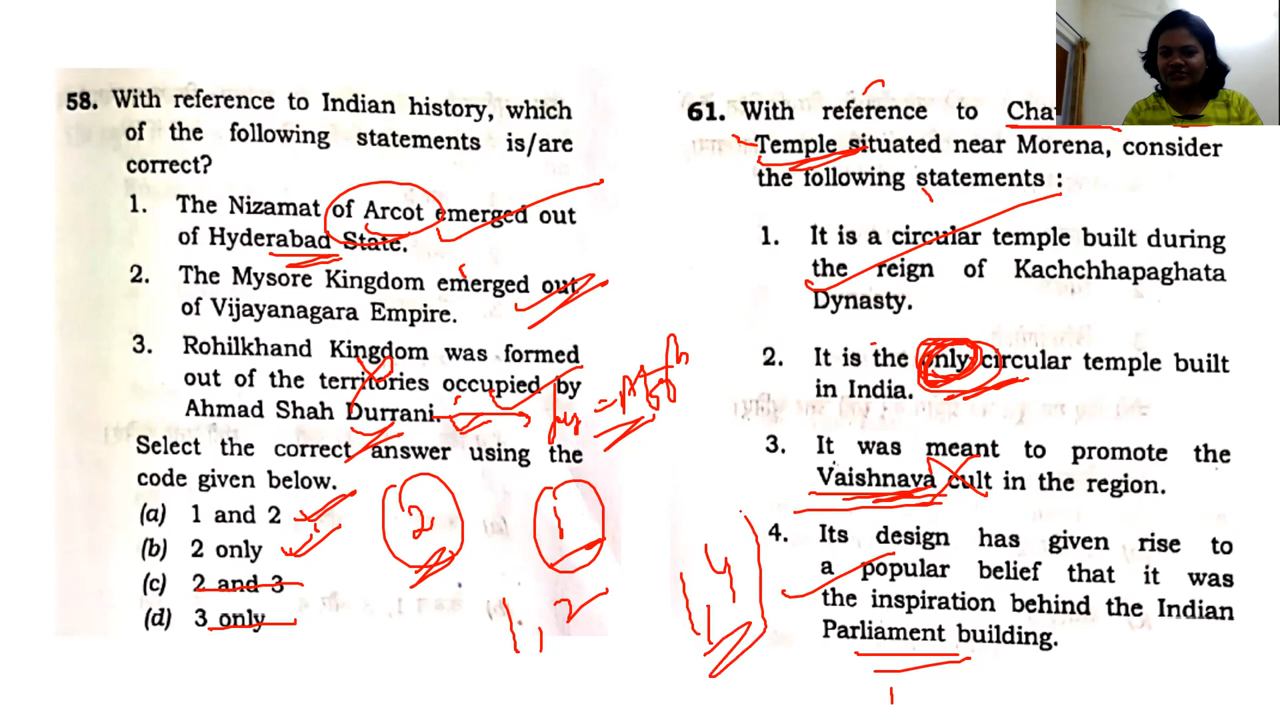 58. With reference to Indian history, which
of the following statements is/are
correct?
1. The Nizamat of Arcot emerged out
of Hyderabad State.
2. The Mysore Kingdom emerged out
of Vijayanagara Empire.
3. Rohilkhand Kingdom was formed
out of the territories occupied by
Ahmad Shah Durrani.
Select the correct answer using the
code given below.
(a) 1 and 2
(b) 2 only
(c) 2 and 3
(d) 3 only
2
1
1, 2
61. With reference to
Temple situated near Morena, consider
the following statements :
1. It is a circular temple built during
the reign of Kachchhapaghata
Dynasty.
2. It is the only circular temple built
in India.
3. It was meant to promote the
Vaishnava cult in the region.
4. Its design has given rise to
a popular belief that it was
the inspiration behind the Indian
Parliament building.
1, 4